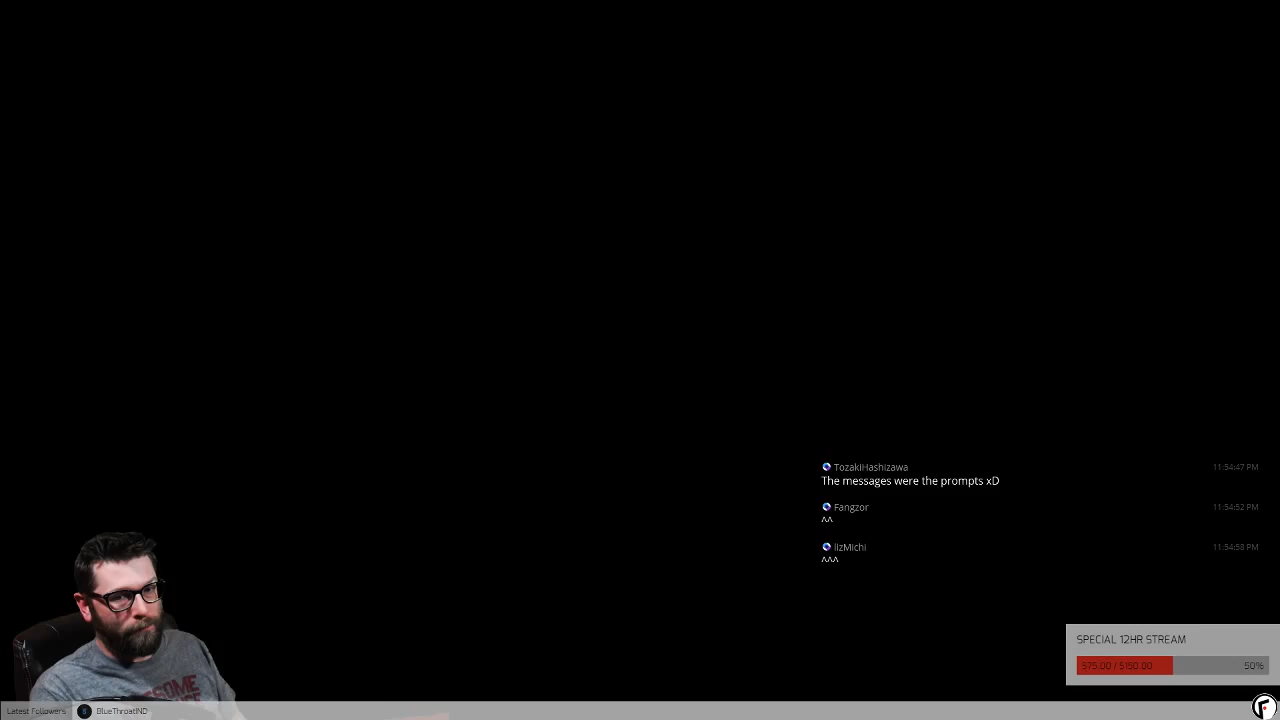 TozakiHashizawa 11:54:47 PM
The messages were the prompts xD
Fangzor 11:54:52 PM
^^
IizMichi 11:54:58 PM
^^^
SPECIAL 12HR STREAM
$75.00 / $150.00 50%
Latest Followers BlueThroatIND